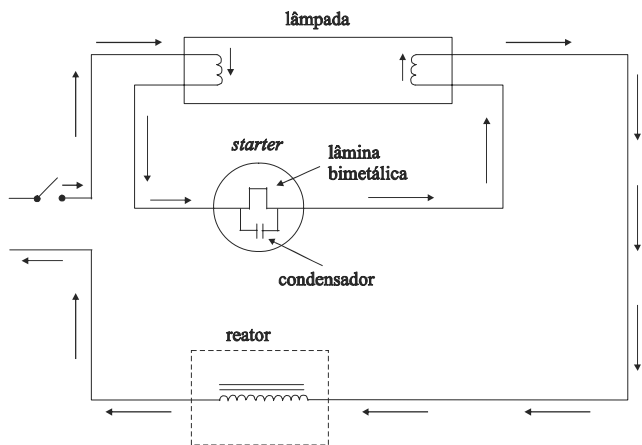 lâmpada
starter
lâmina
bimetálica
condensador
reator